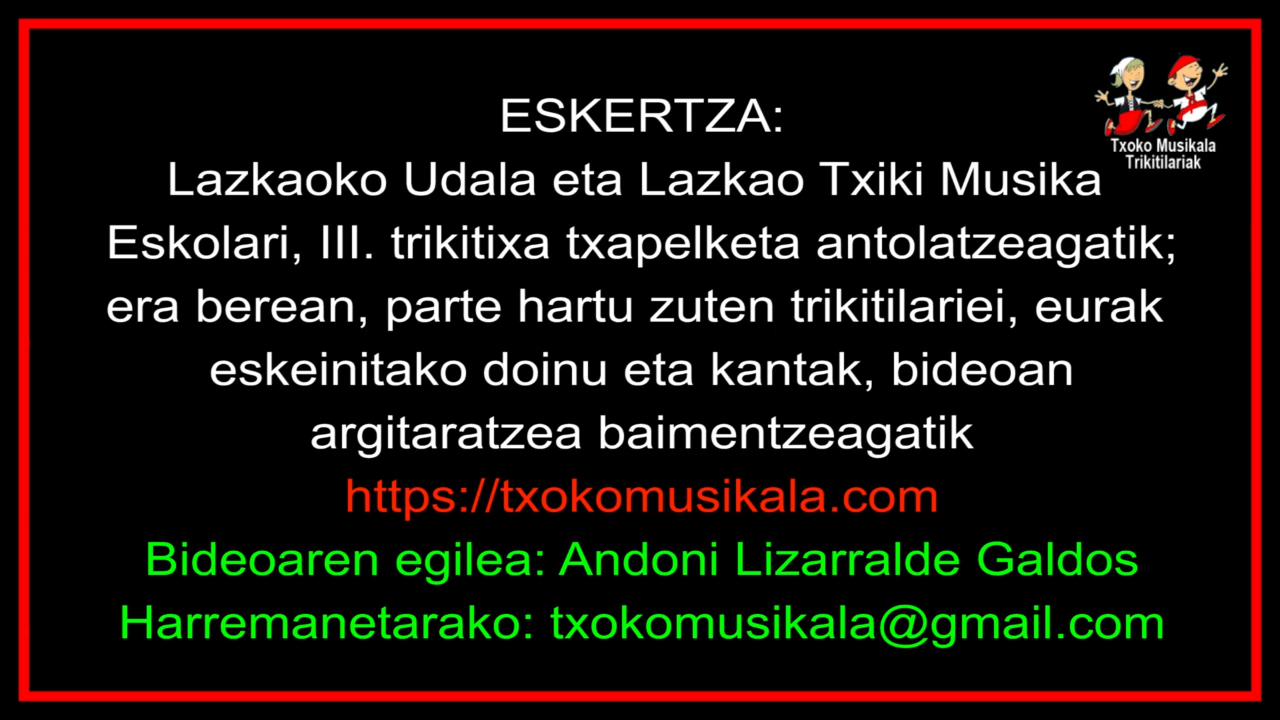 ESKERTZA:
Lazkaoko Udala eta Lazkao Txiki Musika
Eskolari, III. trikitixa txapelketa antolatzeagatik;
era berean, parte hartu zuten trikitilariei, eurak
eskeinitako doinu eta kantak, bideoan
argitaratzea baimentzeagatik
https://txokomusikala.com
Bideoaren egilea: Andoni Lizarralde Galdos
Harremanetarako: txokomusikala@gmail.com
Txoko Musikala
Trikitilariak